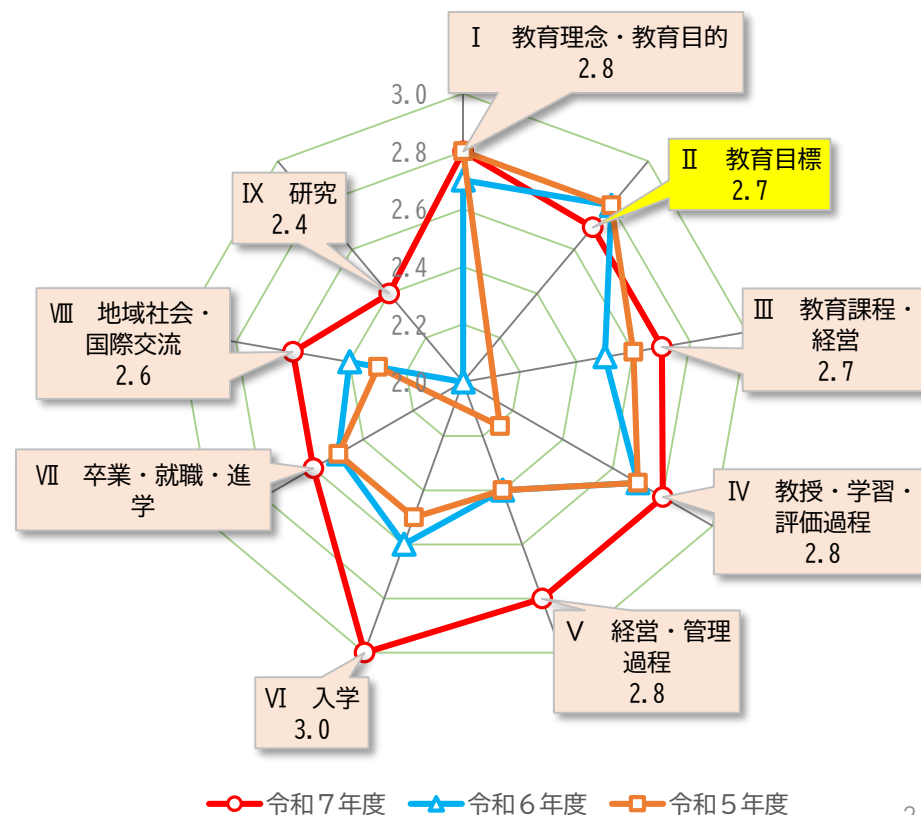 Ⅰ　教育理念・教育目的
2.8
3.0
2.8
2.6
2.4
2.2
2.0
Ⅱ　教育目標
2.7
Ⅲ　教育課程・
経営
2.7
Ⅳ　教授・学習・
評価過程
2.8
Ⅴ　経営・管理
過程
2.8
Ⅵ　入学
3.0
Ⅶ　卒業・就職・進
学
Ⅷ　地域社会・
国際交流
2.6
Ⅸ　研究
2.4
令和７年度　令和６年度　令和５年度
2